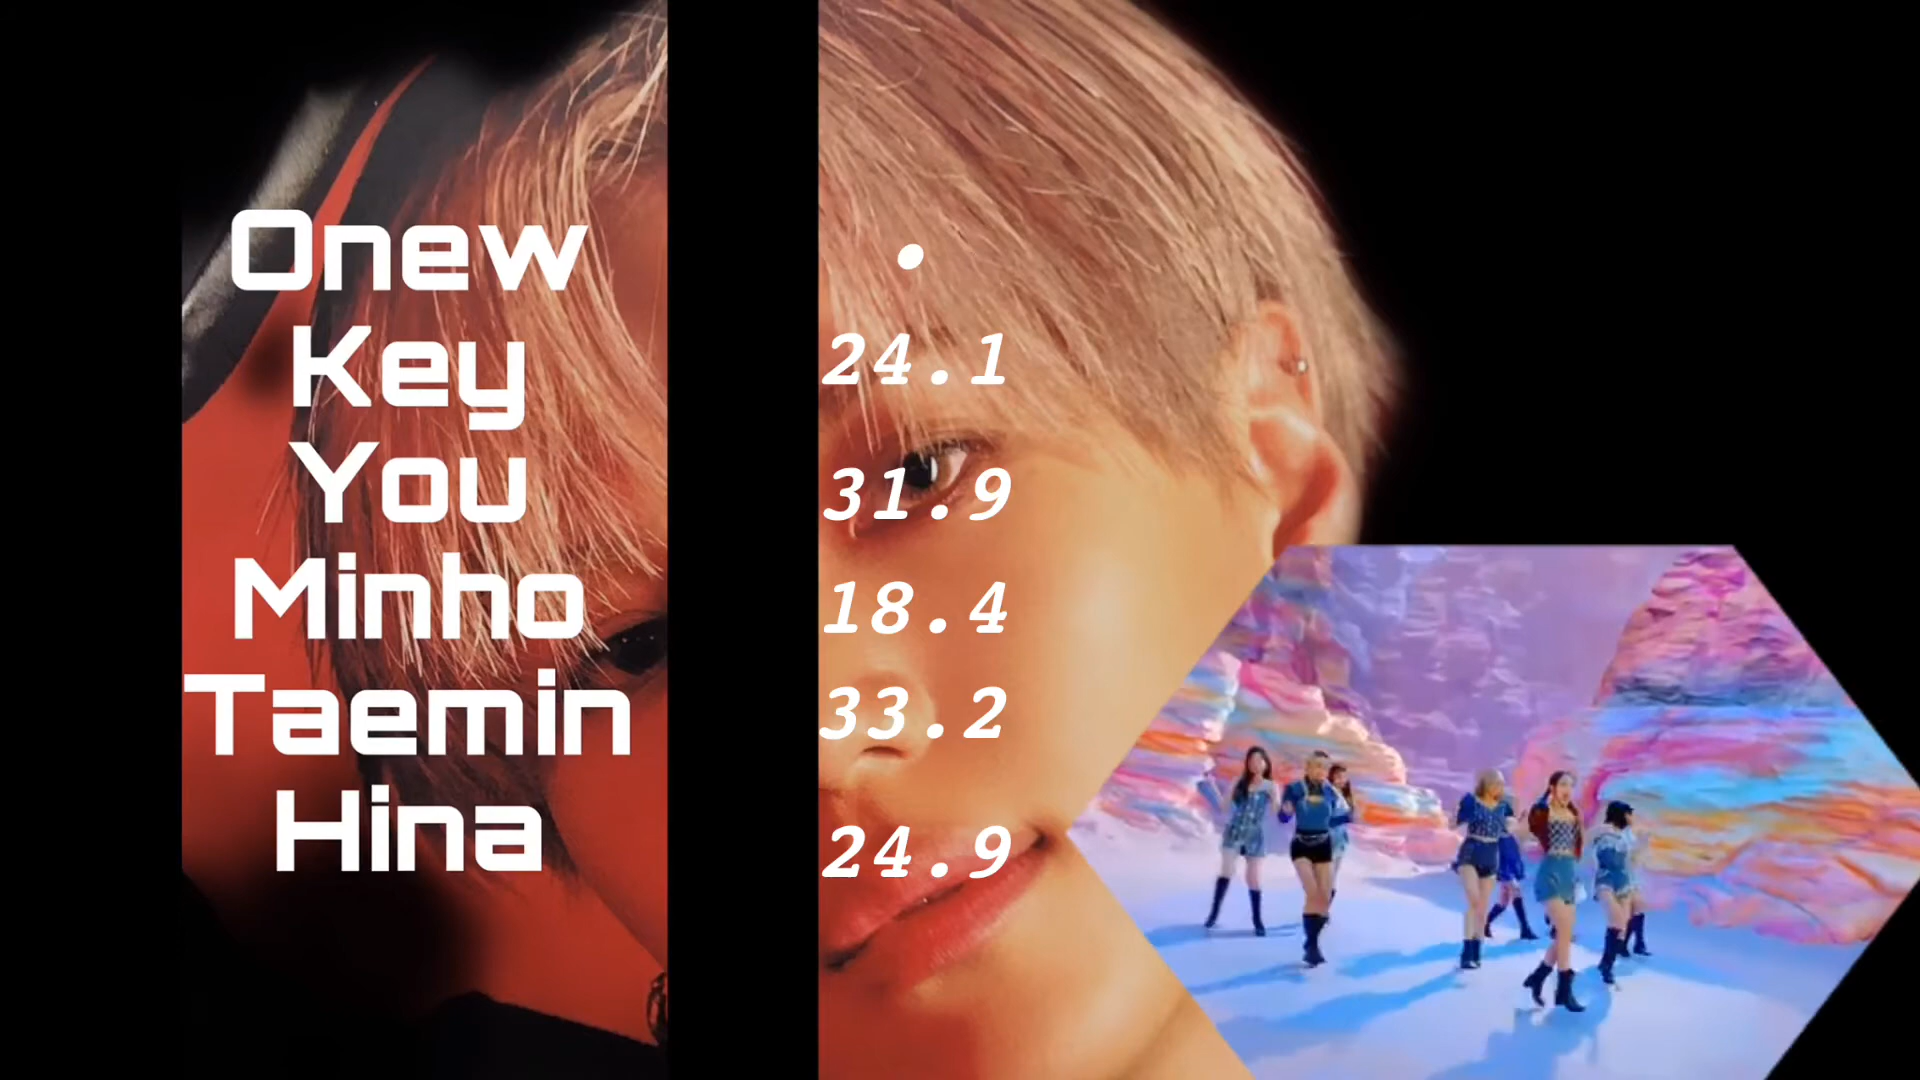 Onew .
Key 24.1
You 31.9
Minho 18.4
Taemin 33.2
Hina 24.9